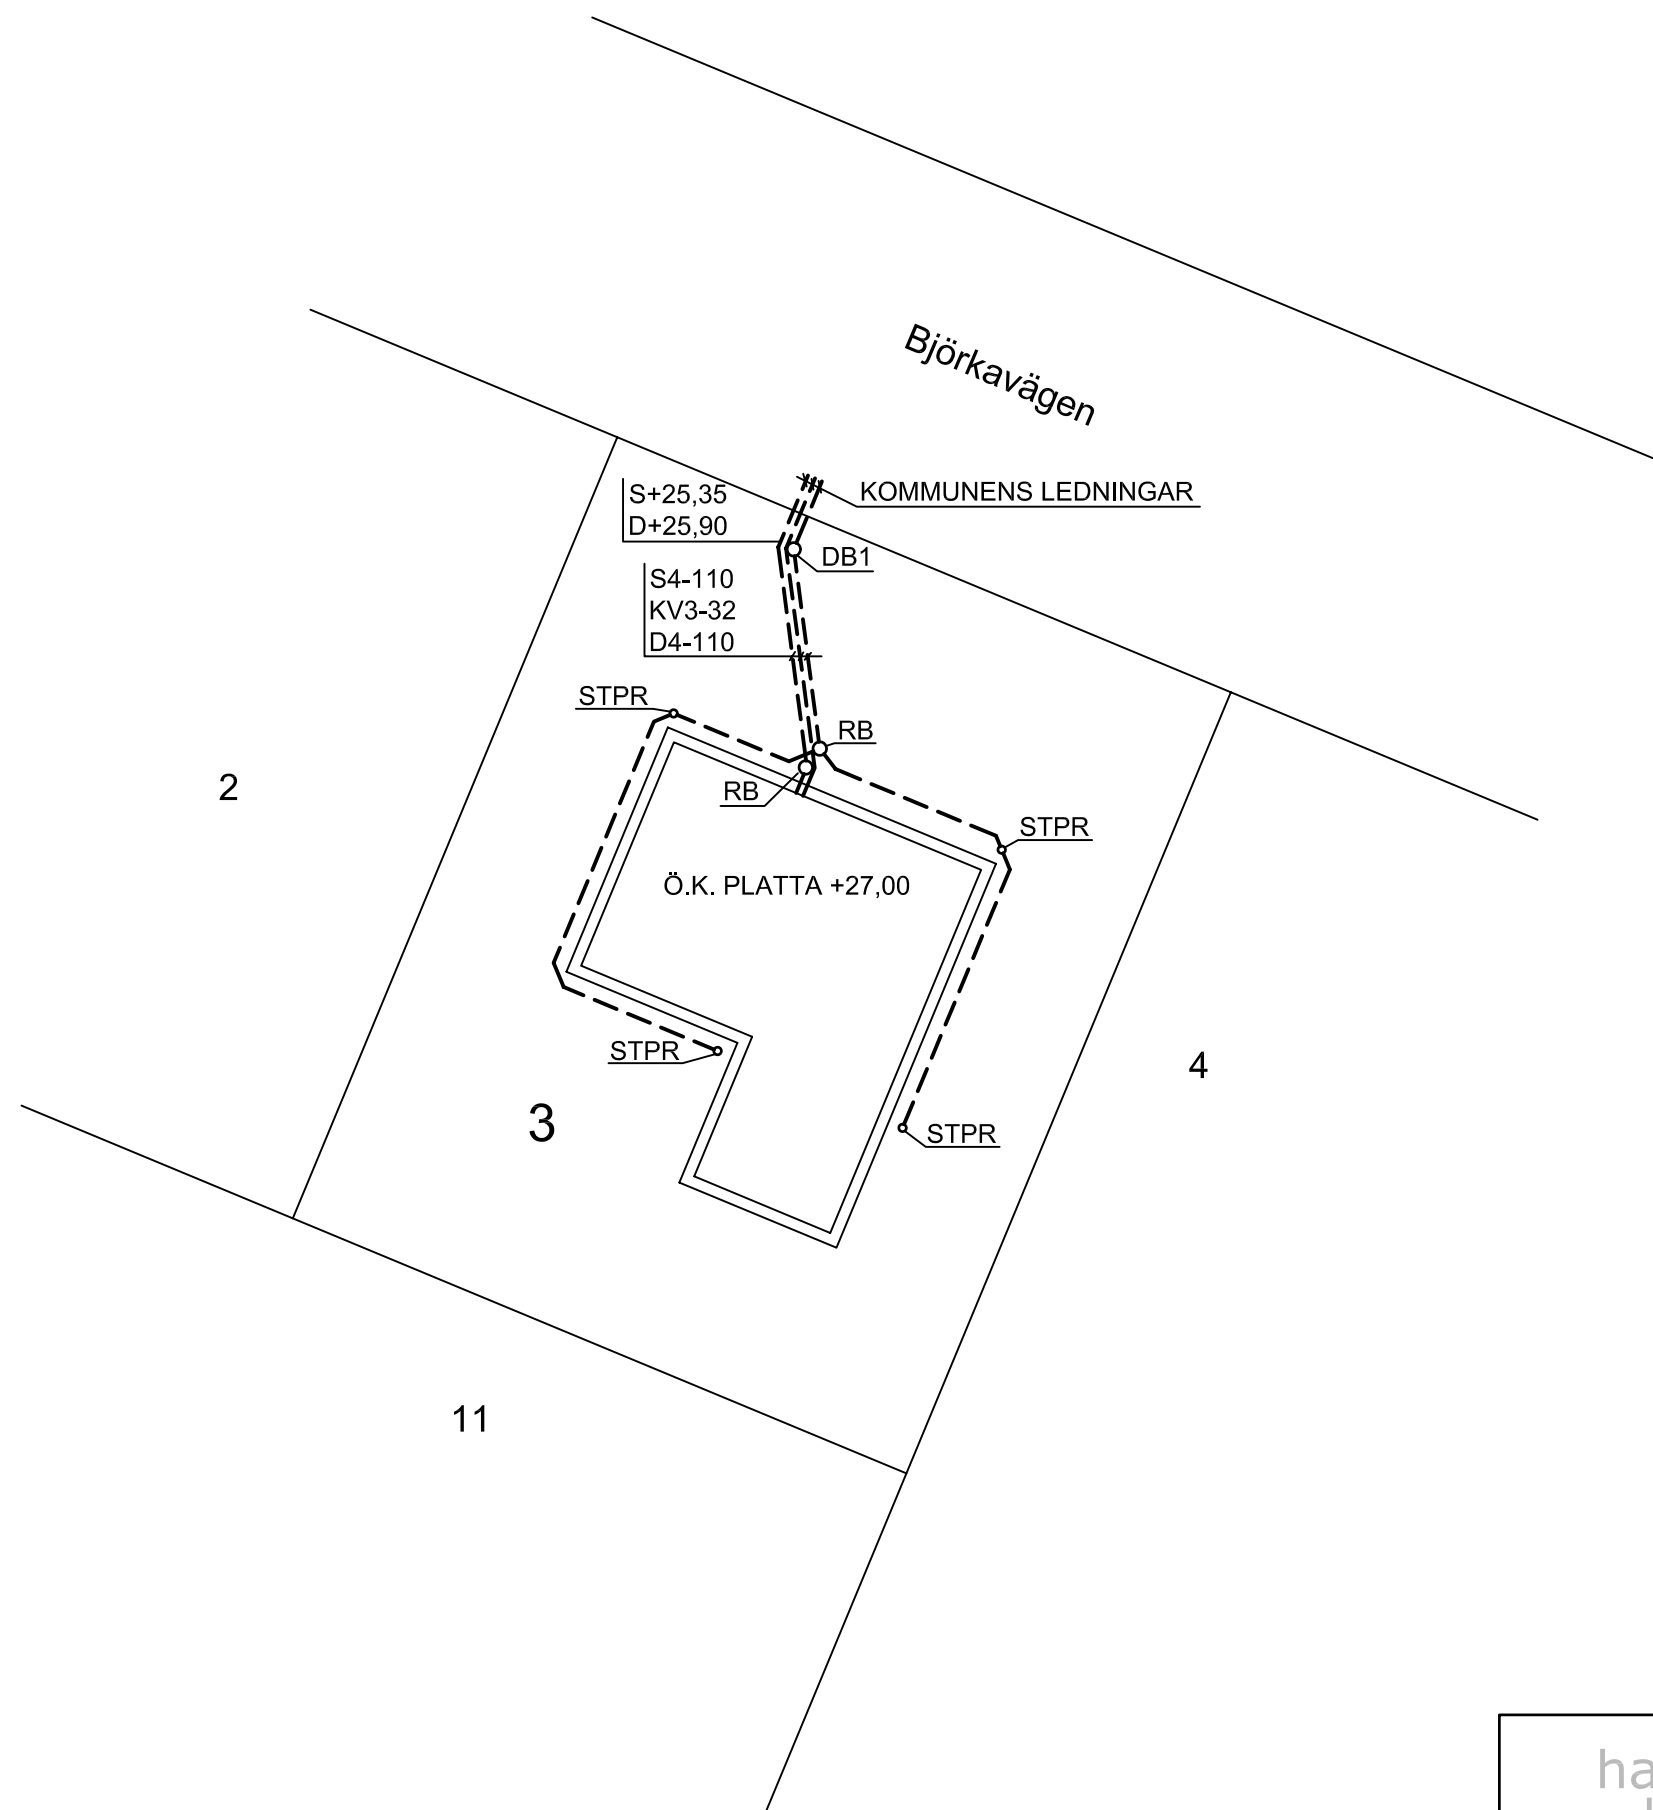 Björkavägen
S+25,35
D+25,90
KOMMUNENS LEDNINGAR
DB1
S4-110
KV3-32
D4-110
STPR
RB
RB
2
STPR
Ö.K. PLATTA +27,00
STPR
4
3
STPR
11
ha